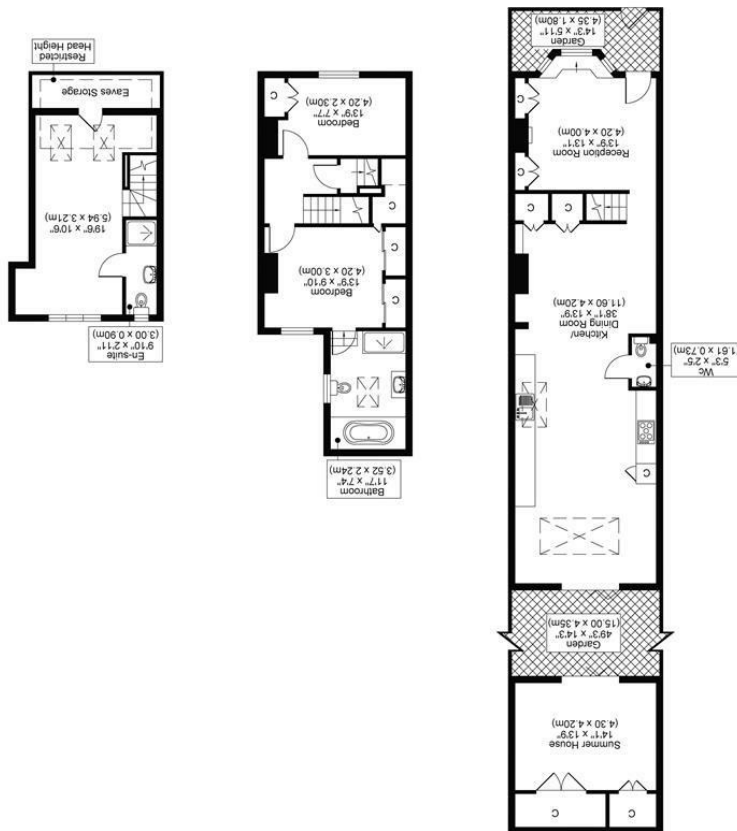 C
C
Summer House
14'1" x 13'9"
(4.30 x 4.20m)
Garden
49'3" x 14'3"
(15.00 x 4.35m)
C
Wc
5'3" x 2'5"
(1.61 x 0.73m)
Kitchen/
Dining Room
38'1" x 13'9"
(11.60 x 4.20m)
C
C
C
Reception Room
13'9" x 13'1"
(4.20 x 4.00m)
C
Garden
14'3" x 5'11"
(4.35 x 1.80m)
Bathroom
11'7" x 7'4"
(3.52 x 2.24m)
C
Bedroom
13'9" x 9'10"
(4.20 x 3.00m)
C
C
Bedroom
13'9" x 7'7"
(4.20 x 2.30m)
C
En-suite
9'10" x 2'11"
(3.00 x 0.90m)
19'6" x 10'6"
(5.94 x 3.21m)
Eaves Storage
Restricted
Head Height